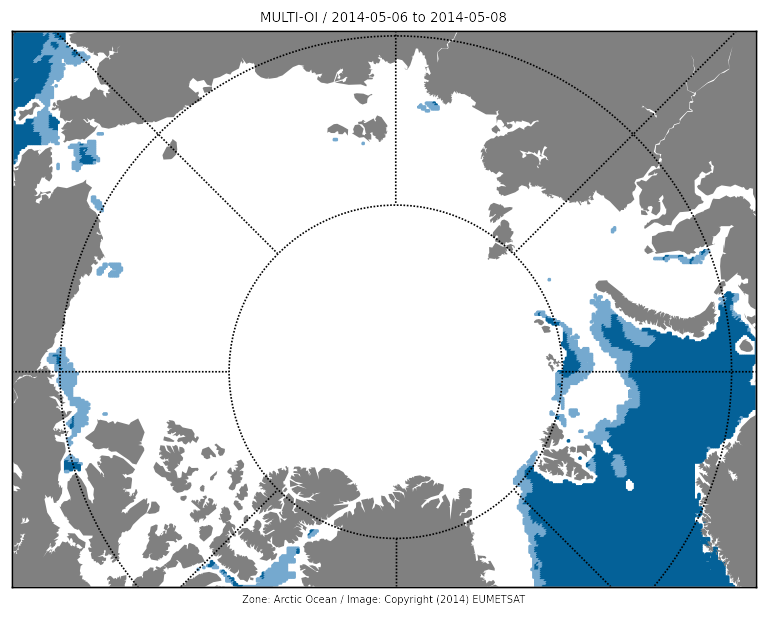 MULTI-OI / 2014-05-06 to 2014-05-08
Zone: Arctic Ocean / Image: Copyright (2014) EUMETSAT